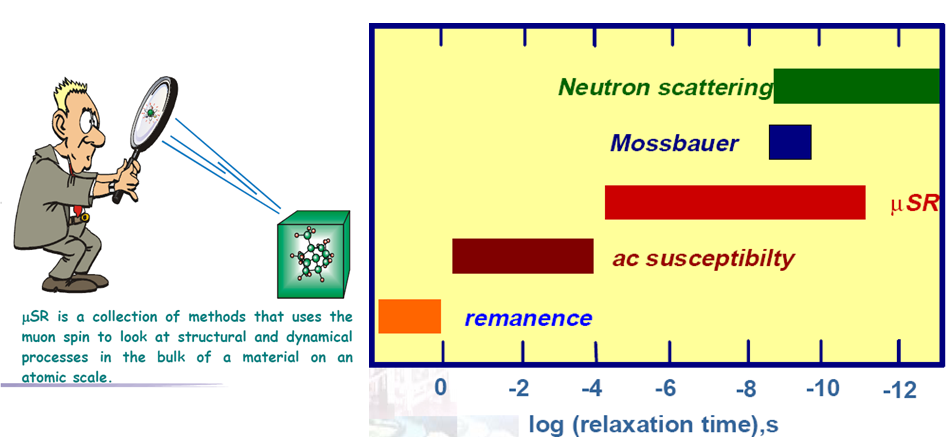 μSR is a collection of methods that uses the
muon spin to look at structural and dynamical
processes in the bulk of a material on an
atomic scale.
Neutron scattering
Mossbauer
μSR
ac susceptibilty
remanence
0 -2 -4 -6 -8 -10 -12
log (relaxation time),s